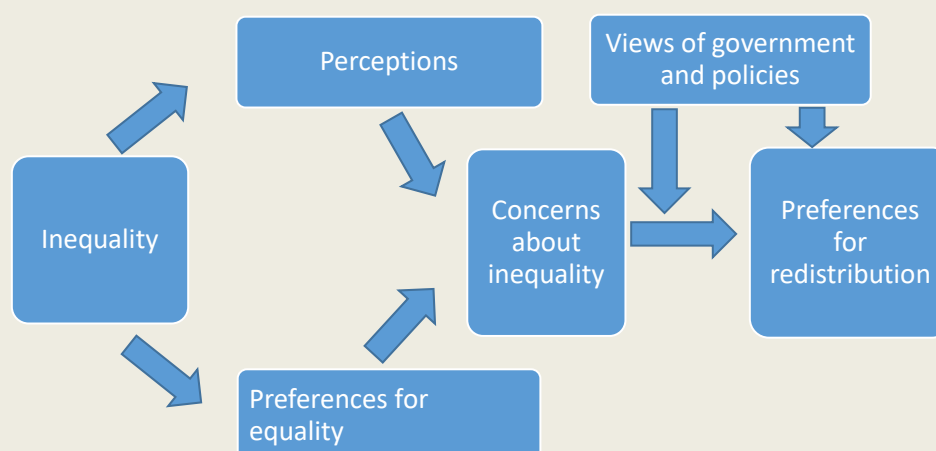 Perceptions
Views of government
and policies
Inequality
Concerns
about
inequality
Preferences
for
redistribution
Preferences for
equality